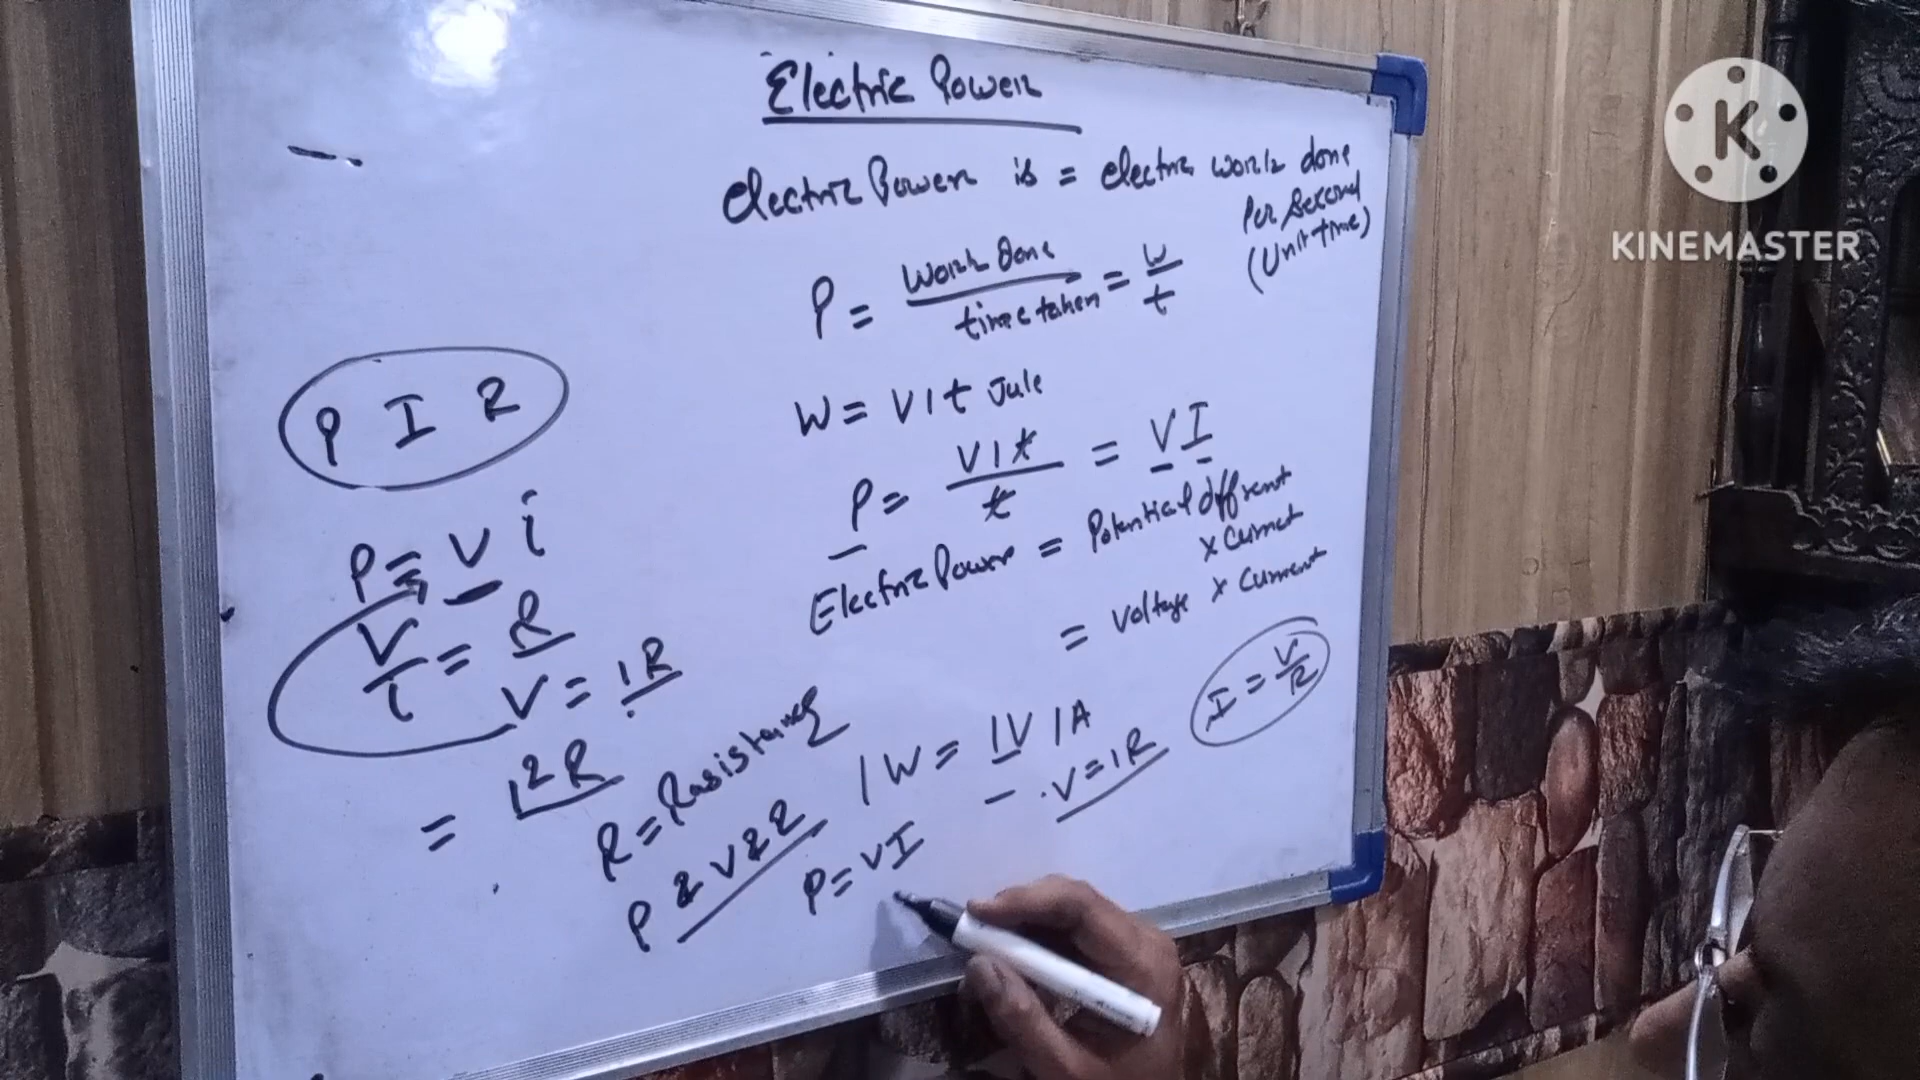 Electric Power
Electric Power is = electric work done
Per Second
(Unit time)
P = Work Done / time taken = W / t
W = VIt Jule
P = VIt / t = VI
Electric Power = Potential diffrent
x Current
= Voltage x Current
I = V / R
1W = 1V 1A
V = IR
P = VI
P I R
P = V i
V / i = R
V = IR
= I²R
R = Resistance
P & V & R
K
KINEMASTER